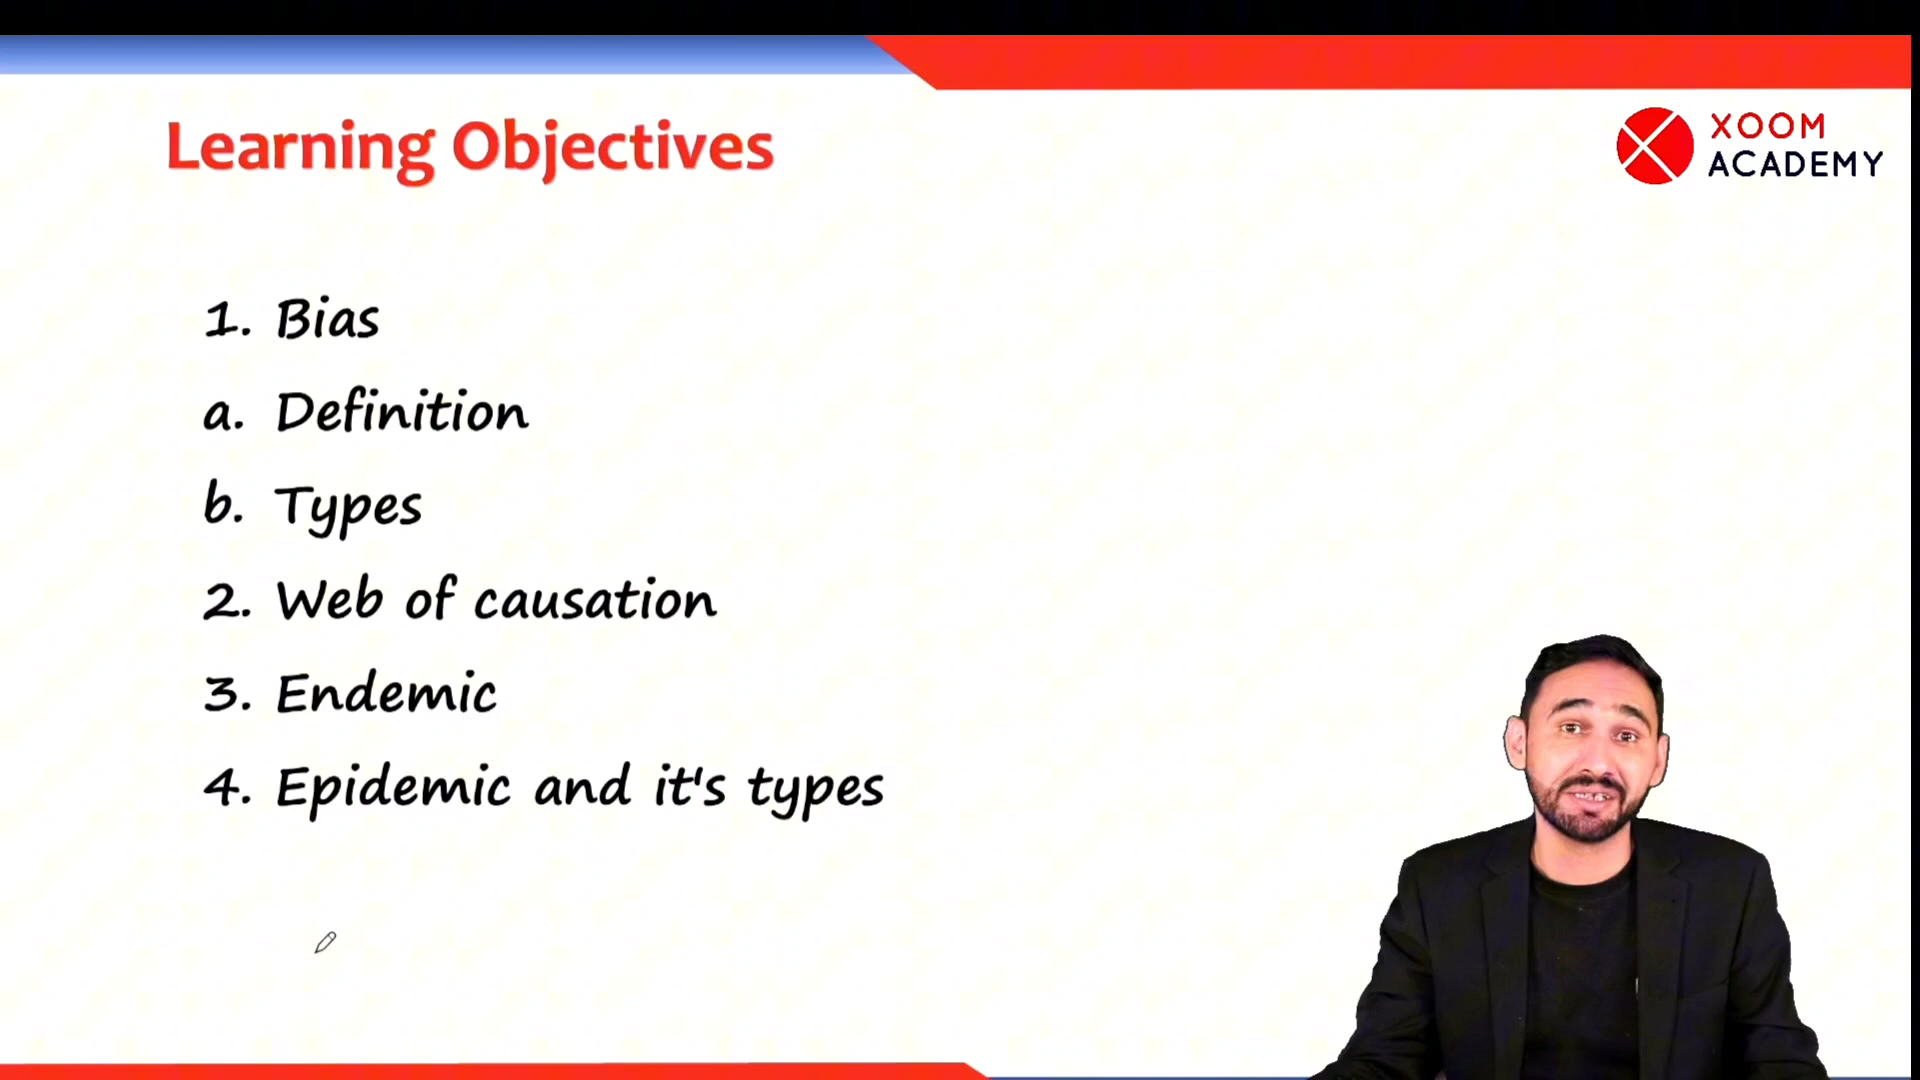 Learning Objectives
XOOM
ACADEMY
1. Bias
a. Definition
b. Types
2. Web of causation
3. Endemic
4. Epidemic and it's types